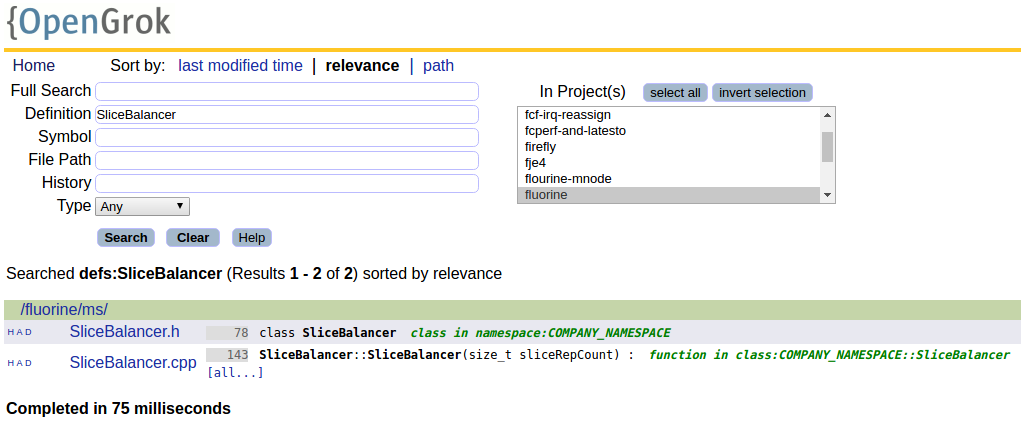 {OpenGrok
Home Sort by: last modified time | relevance | path
Full Search
Definition SliceBalancer
Symbol
File Path
History
Type Any
Search Clear Help
In Project(s) select all invert selection
fcf-irq-reassign
fcperf-and-latesto
firefly
fje4
flourine-mnode
fluorine
Searched defs:SliceBalancer (Results 1 - 2 of 2) sorted by relevance
/fluorine/ms/
H A D SliceBalancer.h 78 class SliceBalancer class in namespace:COMPANY_NAMESPACE
H A D SliceBalancer.cpp 143 SliceBalancer::SliceBalancer(size_t sliceRepCount) : function in class:COMPANY_NAMESPACE::SliceBalancer
[all...]
Completed in 75 milliseconds